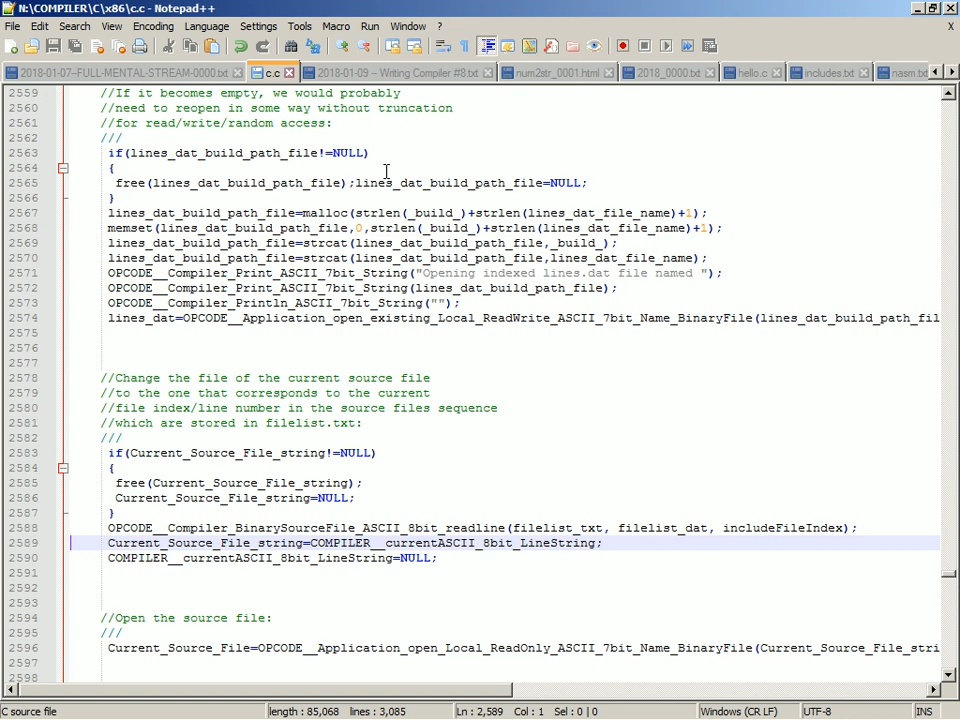 N:\COMPILER\C\x86\c.c - Notepad++
File Edit Search View Encoding Language Settings Tools Macro Run Window ? X
2018-01-07-FULL-MENTAL-STREAM-0000.txt c.c 2018-01-09 -- Writing Compiler #8.txt num2str_0001.html 2018_0000.txt hello.c includes.txt nasm.tx
2559 //If it becomes empty, we would probably
2560 //need to reopen in some way without truncation
2561 //for read/write/random access:
2562 ///
2563 if(lines_dat_build_path_file!=NULL)
2564 {
2565 free(lines_dat_build_path_file);lines_dat_build_path_file=NULL;
2566 }
2567 lines_dat_build_path_file=malloc(strlen(_build_)+strlen(lines_dat_file_name)+1);
2568 memset(lines_dat_build_path_file,0,strlen(_build_)+strlen(lines_dat_file_name)+1);
2569 lines_dat_build_path_file=strcat(lines_dat_build_path_file,_build_);
2570 lines_dat_build_path_file=strcat(lines_dat_build_path_file,lines_dat_file_name);
2571 OPCODE__Compiler_Print_ASCII_7bit_String("Opening indexed lines.dat file named ");
2572 OPCODE__Compiler_Print_ASCII_7bit_String(lines_dat_build_path_file);
2573 OPCODE__Compiler_Println_ASCII_7bit_String("");
2574 lines_dat=OPCODE__Application_open_existing_Local_ReadWrite_ASCII_7bit_Name_BinaryFile(lines_dat_build_path_fil
2575
2576
2577
2578 //Change the file of the current source file
2579 //to the one that corresponds to the current
2580 //file index/line number in the source files sequence
2581 //which are stored in filelist.txt:
2582 ///
2583 if(Current_Source_File_string!=NULL)
2584 {
2585 free(Current_Source_File_string);
2586 Current_Source_File_string=NULL;
2587 }
2588 OPCODE__Compiler_BinarySourceFile_ASCII_8bit_readline(filelist_txt, filelist_dat, includeFileIndex);
2589 Current_Source_File_string=COMPILER__currentASCII_8bit_LineString;
2590 COMPILER__currentASCII_8bit_LineString=NULL;
2591
2592
2593
2594 //Open the source file:
2595 ///
2596 Current_Source_File=OPCODE__Application_open_Local_ReadOnly_ASCII_7bit_Name_BinaryFile(Current_Source_File_stri
2597
2598
C source file length : 85,068 lines : 3,085 Ln : 2,589 Col : 1 Sel : 0 | 0 Windows (CR LF) UTF-8 INS